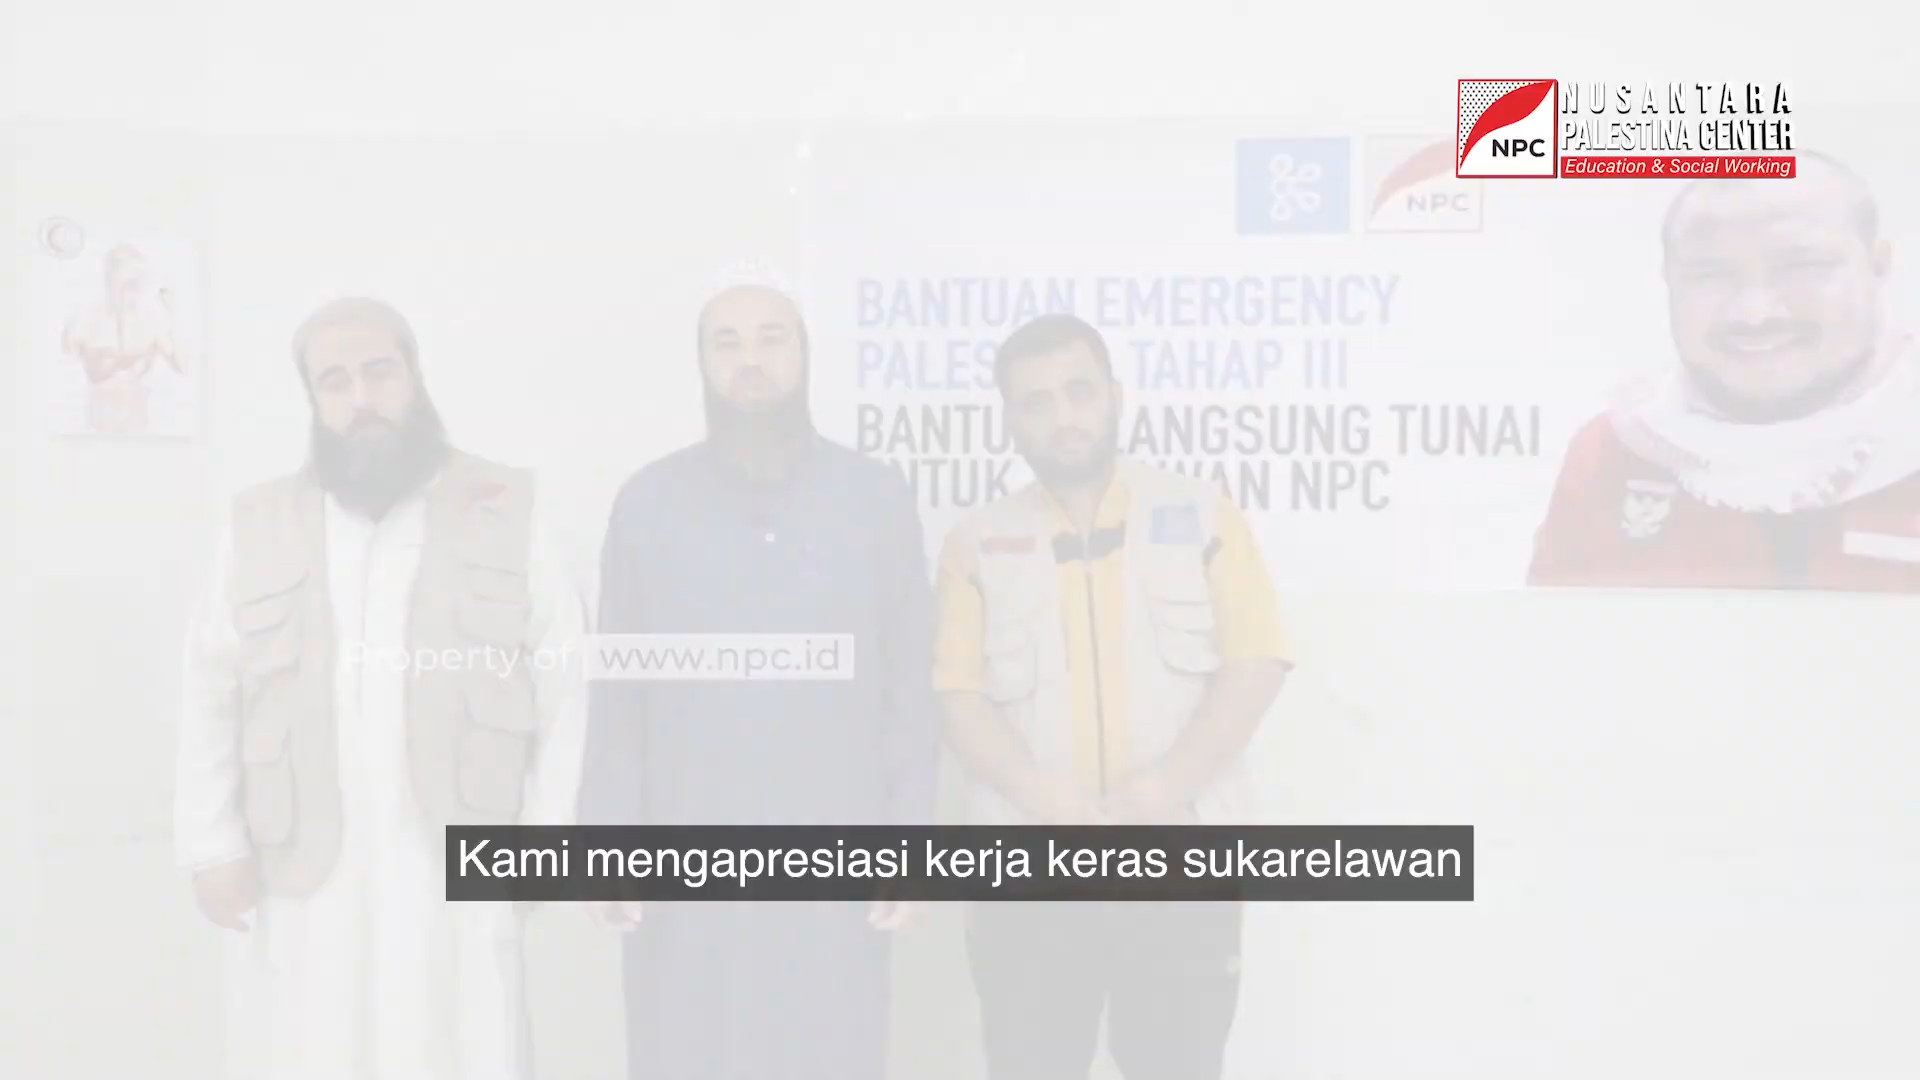 NUSANTARA
PALESTINA CENTER
Education & Social Working
NPC
NPC
BANTUAN EMERGENCY
TAHAP III
LANGSUNG TUNAI
NPC
Property of www.npc.id
Kami mengapresiasi kerja keras sukarelawan